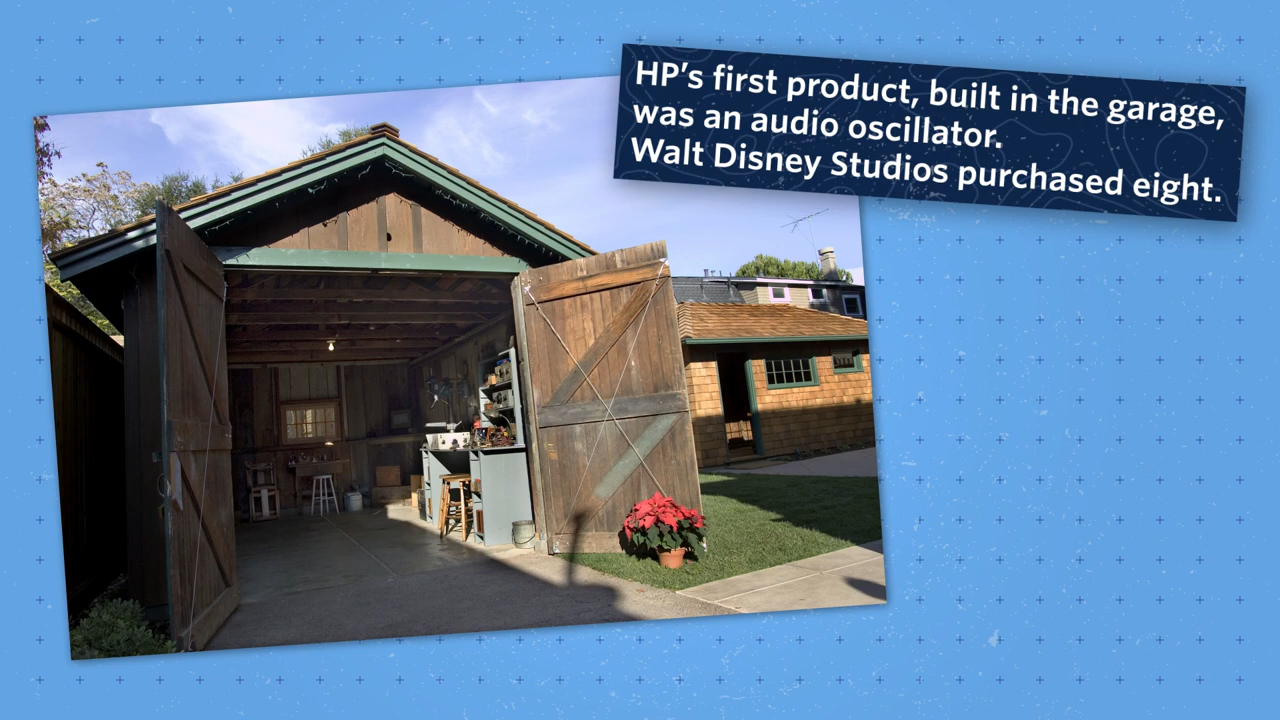 HP’s first product, built in the garage,
was an audio oscillator.
Walt Disney Studios purchased eight.